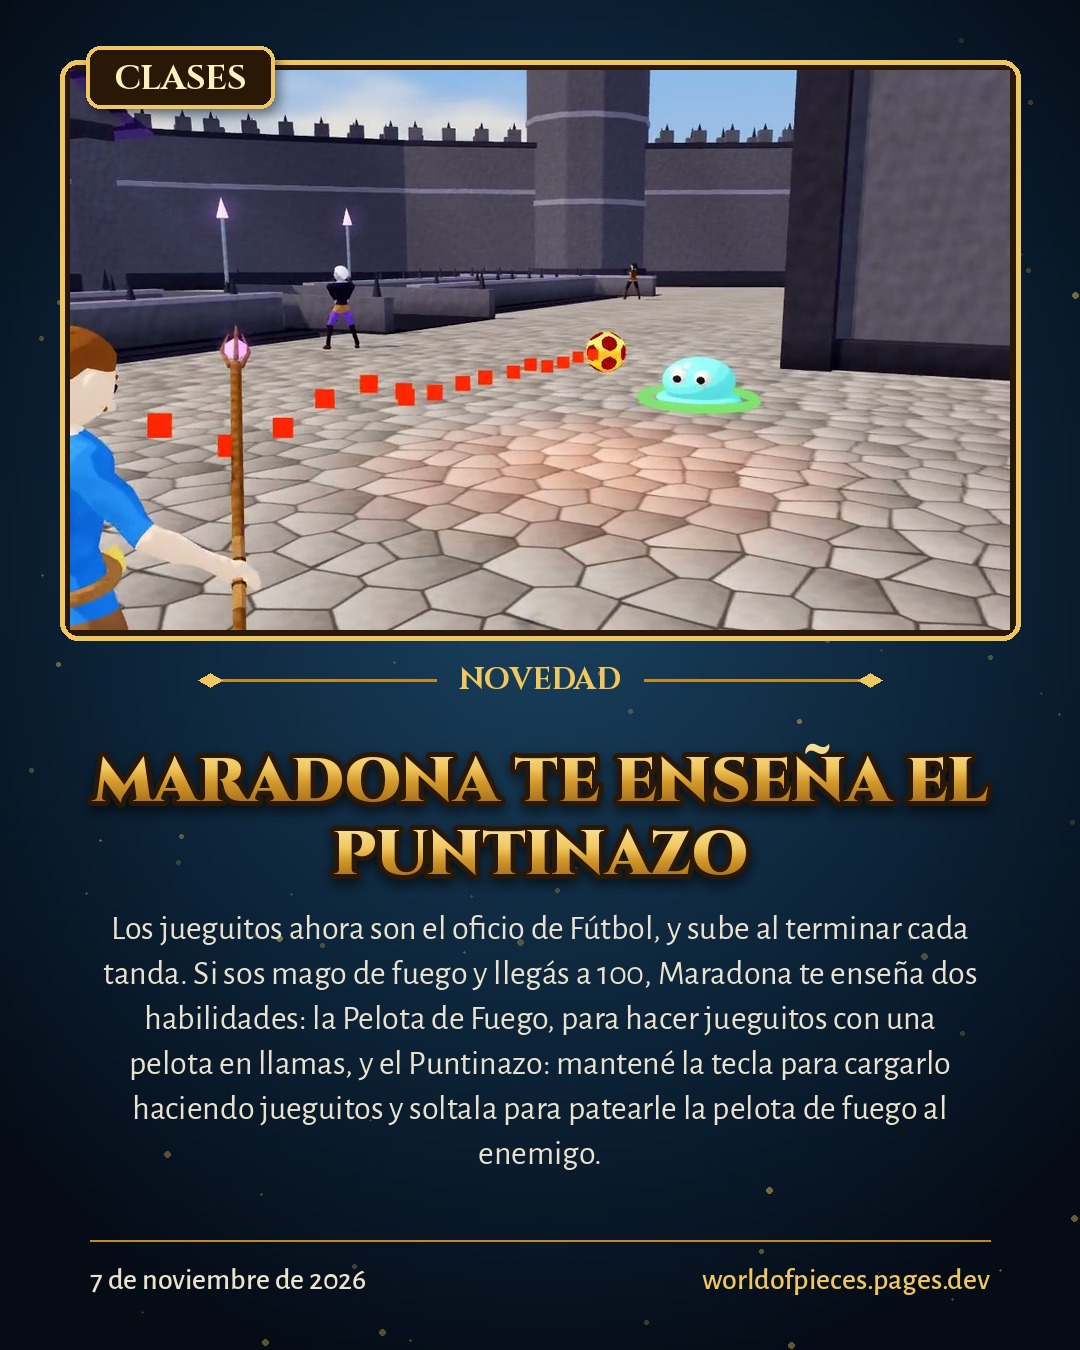 CLASES
NOVEDAD
MARADONA TE ENSEÑA EL
PUNTINAZO
Los jueguitos ahora son el oficio de Fútbol, y sube al terminar cada
tanda. Si sos mago de fuego y llegás a 100, Maradona te enseña dos
habilidades: la Pelota de Fuego, para hacer jueguitos con una
pelota en llamas, y el Puntinazo: mantené la tecla para cargarlo
haciendo jueguitos y soltala para patearle la pelota de fuego al
enemigo.
7 de noviembre de 2026
worldofpieces.pages.dev